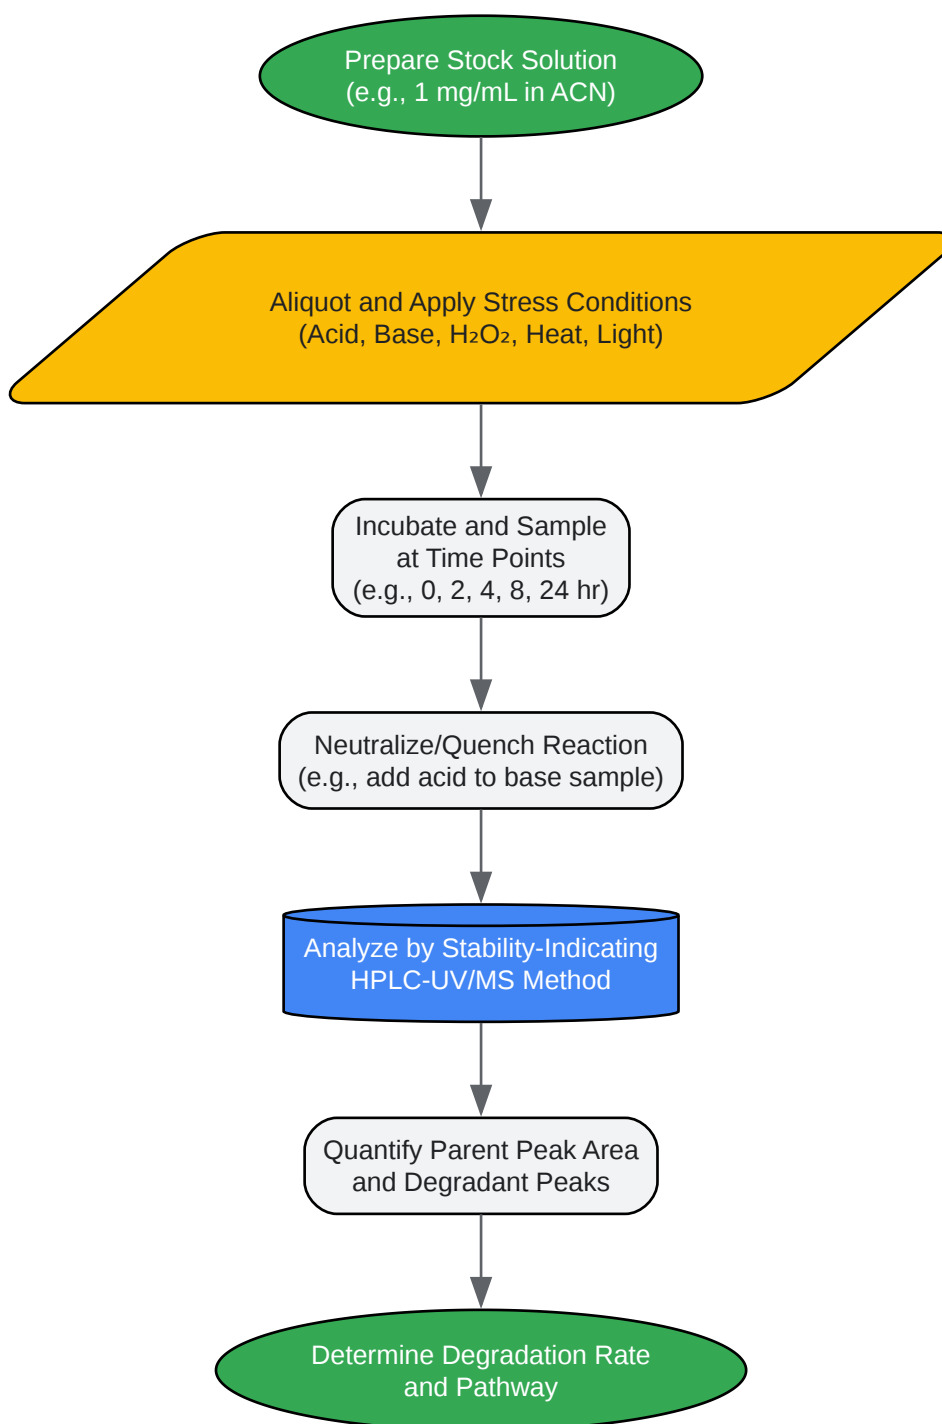 Prepare Stock Solution
(e.g., 1 mg/mL in ACN)
Aliquot and Apply Stress Conditions
(Acid, Base, H₂O₂, Heat, Light)
Incubate and Sample
at Time Points
(e.g., 0, 2, 4, 8, 24 hr)
Neutralize/Quench Reaction
(e.g., add acid to base sample)
Analyze by Stability-Indicating
HPLC-UV/MS Method
Quantify Parent Peak Area
and Degradant Peaks
Determine Degradation Rate
and Pathway